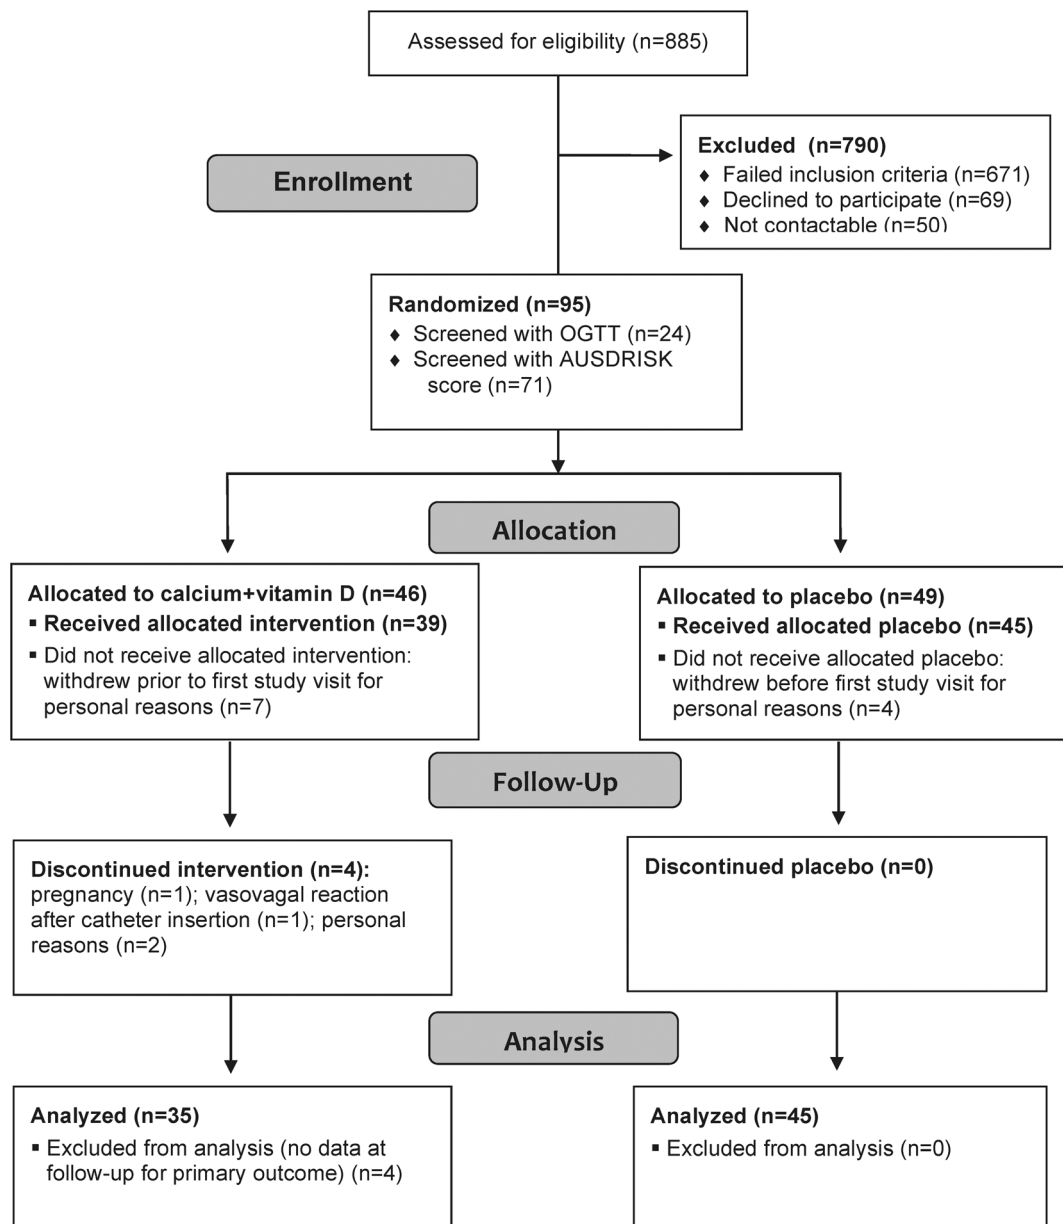 Assessed for eligibility (n=885)
Excluded (n=790)
♦ Failed inclusion criteria (n=671)
♦ Declined to participate (n=69)
♦ Not contactable (n=50)
Enrollment
Randomized (n=95)
♦ Screened with OGTT (n=24)
♦ Screened with AUSDRISK
score (n=71)
Allocation
Allocated to calcium+vitamin D (n=46)
▪ Received allocated intervention (n=39)
▪ Did not receive allocated intervention:
withdrew prior to first study visit for
personal reasons (n=7)
Allocated to placebo (n=49)
▪ Received allocated placebo (n=45)
▪ Did not receive allocated placebo:
withdrew before first study visit for
personal reasons (n=4)
Follow-Up
Discontinued intervention (n=4):
pregnancy (n=1); vasovagal reaction
after catheter insertion (n=1); personal
reasons (n=2)
Discontinued placebo (n=0)
Analysis
Analyzed (n=35)
▪ Excluded from analysis (no data at
follow-up for primary outcome) (n=4)
Analyzed (n=45)
▪ Excluded from analysis (n=0)